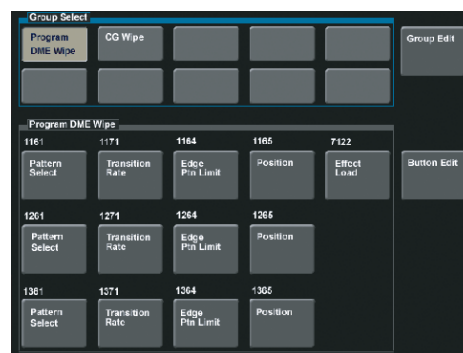 Group Select
Program
DME Wipe
CG Wipe
Group Edit
Program DME Wipe
1161 1171 1164 1165 7122
Pattern
Select
Transition
Rate
Edge
Ptn Limit
Position
Effect
Load
Button Edit
1261 1271 1264 1265
Pattern
Select
Transition
Rate
Edge
Ptn Limit
Position
1361 1371 1364 1365
Pattern
Select
Transition
Rate
Edge
Ptn Limit
Position